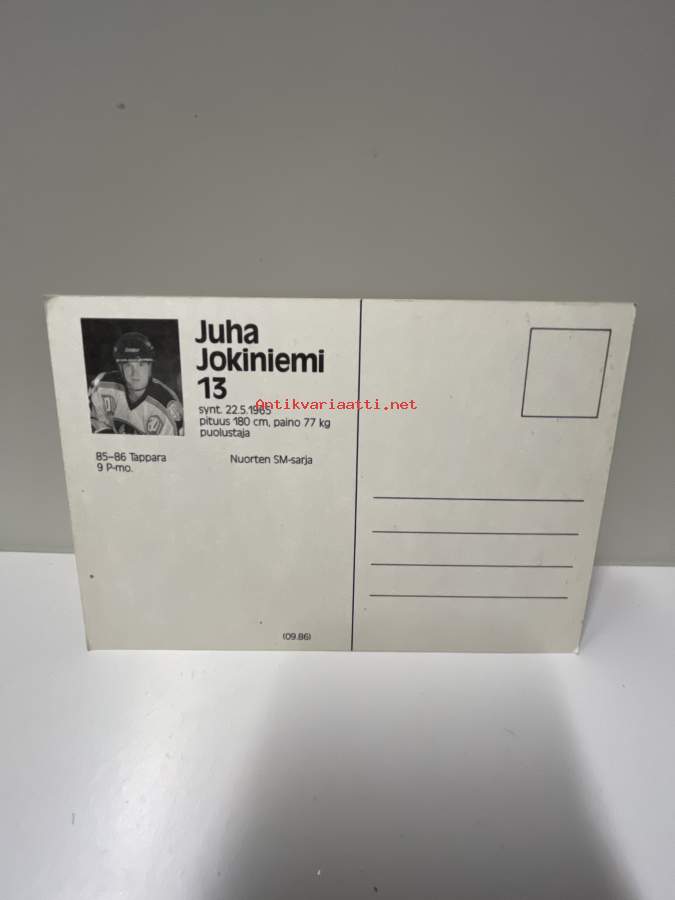 Juha
Jokiniemi
13
Antikvariaatti.net
synt. 22.5.1965
pituus 180 cm, paino 77 kg
puolustaja
85–86 Tappara
9 P-mo.
Nuorten SM-sarja
(09.86)